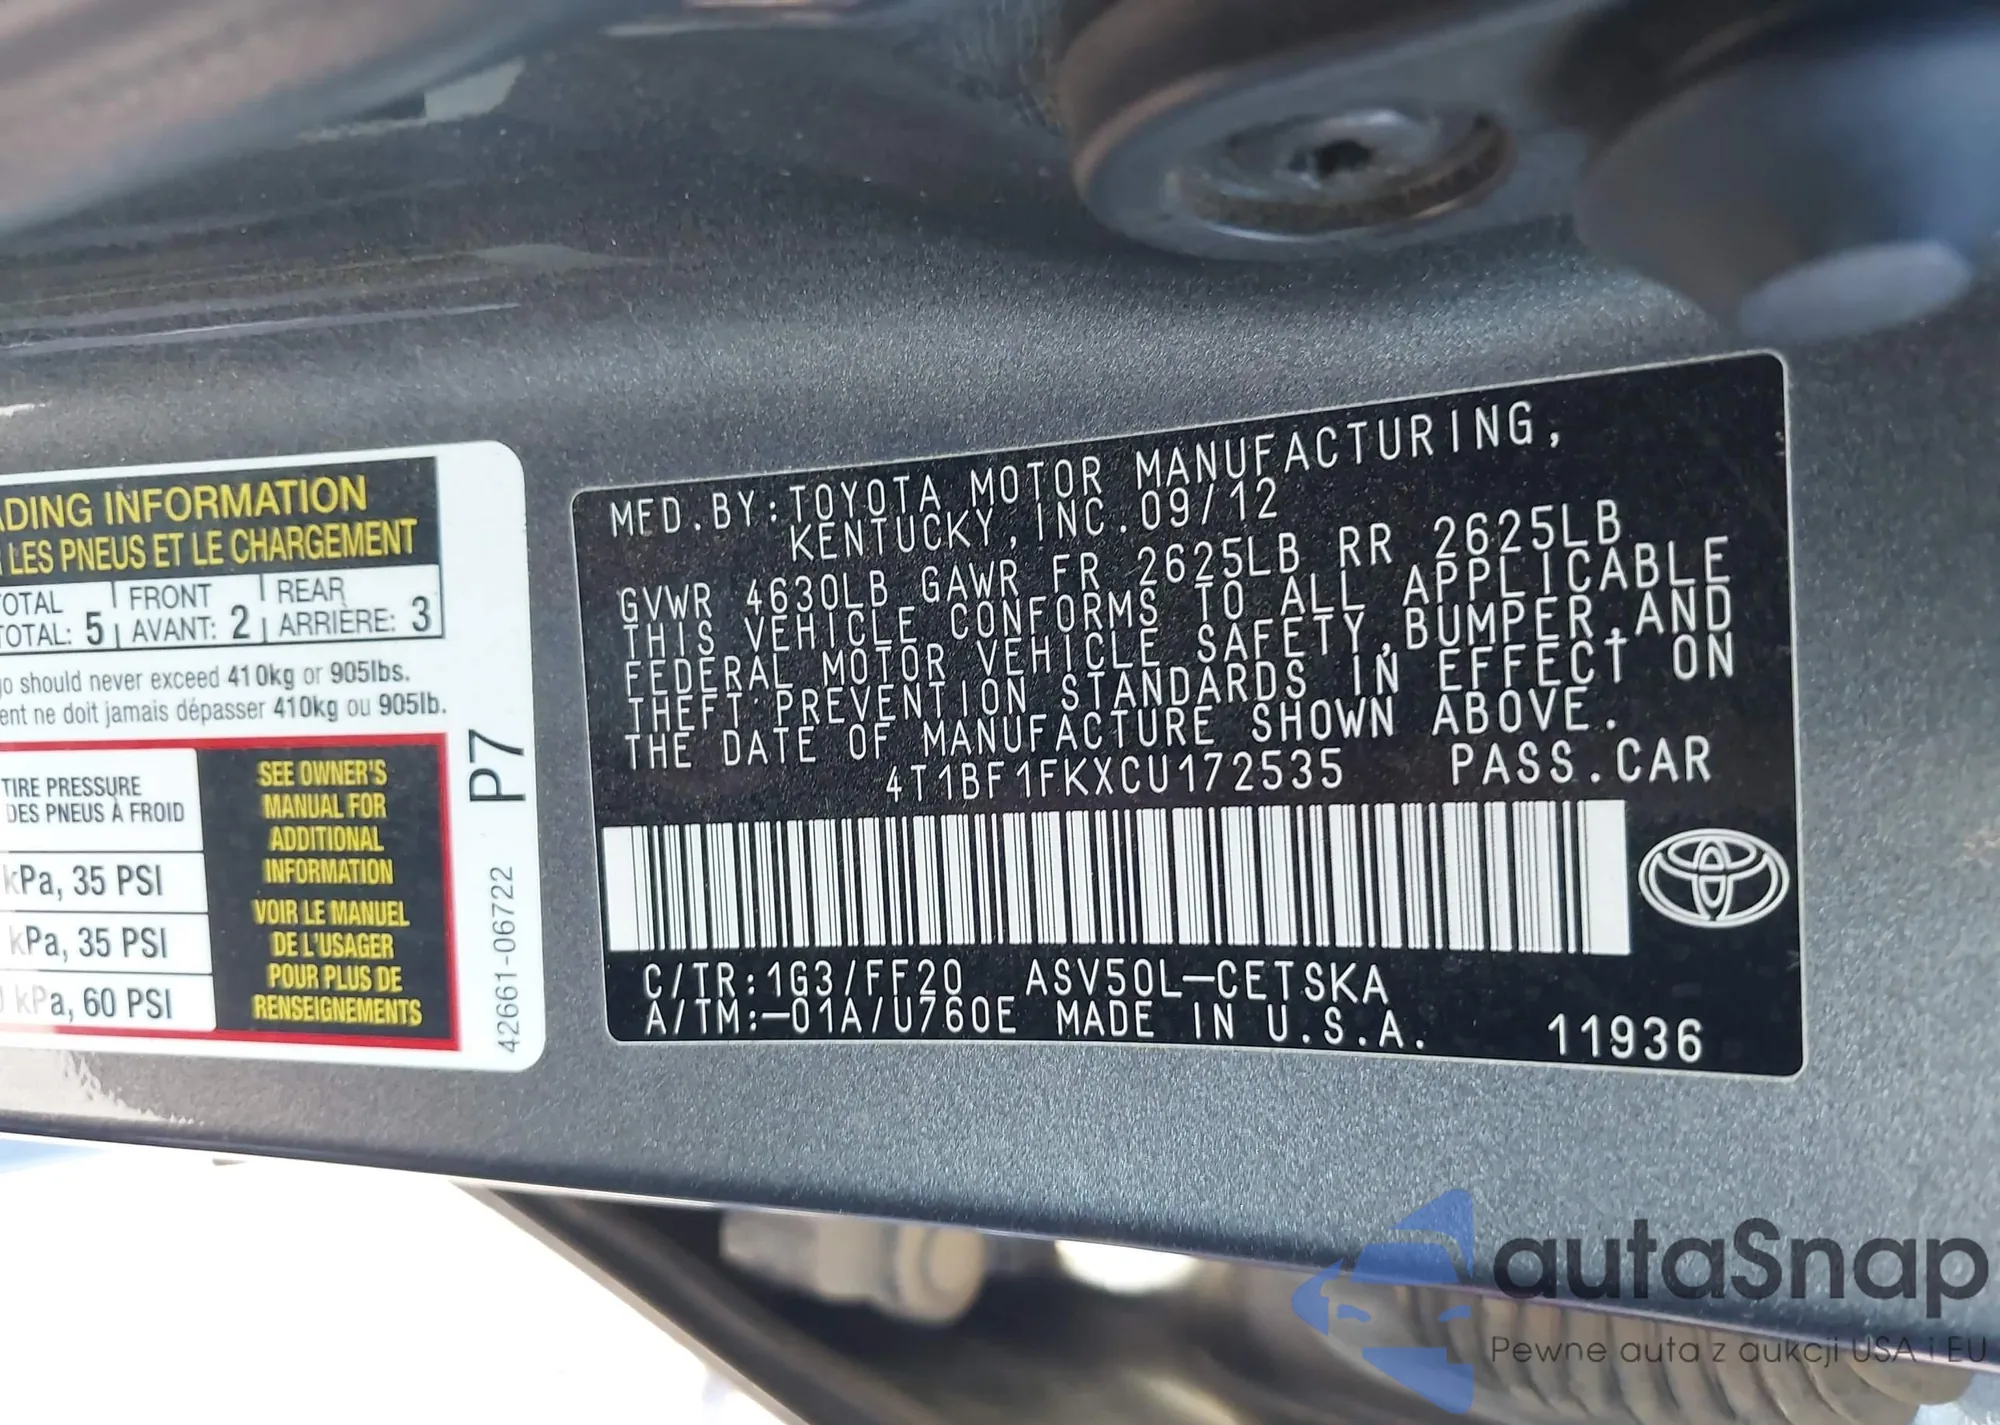 ADING INFORMATION
LES PNEUS ET LE CHARGEMENT
OTAL FRONT REAR
TOTAL: 5 AVANT: 2 ARRIÈRE: 3
go should never exceed 410kg or 905lbs.
ent ne doit jamais dépasser 410kg ou 905lb.
TIRE PRESSURE
DES PNEUS À FROID
kPa, 35 PSI
kPa, 35 PSI
kPa, 60 PSI
SEE OWNER'S
MANUAL FOR
ADDITIONAL
INFORMATION
VOIR LE MANUEL
DE L'USAGER
POUR PLUS DE
RENSEIGNEMENTS
P7
42661-06722
MFD.BY:TOYOTA MOTOR MANUFACTURING,
KENTUCKY,INC.09/12
GVWR 4630LB GAWR FR 2625LB RR 2625LB
THIS VEHICLE CONFORMS TO ALL APPLICABLE
FEDERAL MOTOR VEHICLE SAFETY,BUMPER,AND
THEFT PREVENTION STANDARDS IN EFFECT ON
THE DATE OF MANUFACTURE SHOWN ABOVE.
4T1BF1FKXCU172535 PASS.CAR
C/TR:1G3/FF20 ASV50L-CETSKA
A/TM:-01A/U760E MADE IN U.S.A. 11936
autaSnap
Pewne auta z aukcji USA i EU